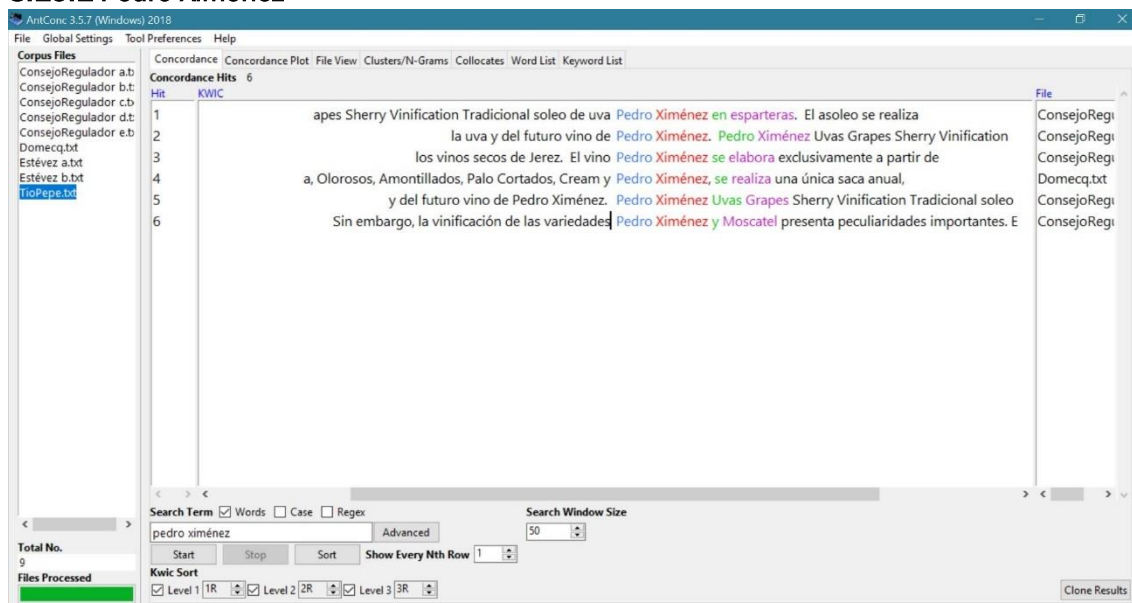 AntConc 3.5.7 (Windows) 2018
File Global Settings Tool Preferences Help
Corpus Files
ConsejoRegulador a.t
ConsejoRegulador b.t
ConsejoRegulador c.t
ConsejoRegulador d.t
ConsejoRegulador e.t
Domecq.txt
Estévez a.txt
Estévez b.txt
TioPepe.txt
Total No.
9
Files Processed
Concordance Concordance Plot File View Clusters/N-Grams Collocates Word List Keyword List
Concordance Hits 6
Hit KWIC File
1 apes Sherry Vinification Tradicional soleo de uva Pedro Ximénez en esparteras. El asoleo se realiza ConsejoRegu
2 la uva y del futuro vino de Pedro Ximénez. Pedro Ximénez Uvas Grapes Sherry Vinification ConsejoRegu
3 los vinos secos de Jerez. El vino Pedro Ximénez se elabora exclusivamente a partir de ConsejoRegu
4 a, Olorosos, Amontillados, Palo Cortados, Cream y Pedro Ximénez, se realiza una única saca anual, Domecq.txt
5 y del futuro vino de Pedro Ximénez. Pedro Ximénez Uvas Grapes Sherry Vinification Tradicional soleo ConsejoRegu
6 Sin embargo, la vinificación de las variedades Pedro Ximénez y Moscatel presenta peculiaridades importantes. E ConsejoRegu
Search Term Words Case Regex Search Window Size
pedro ximénez Advanced 50
Start Stop Sort Show Every Nth Row 1
Kwic Sort
Level 1 1R Level 2 2R Level 3 3R Clone Results